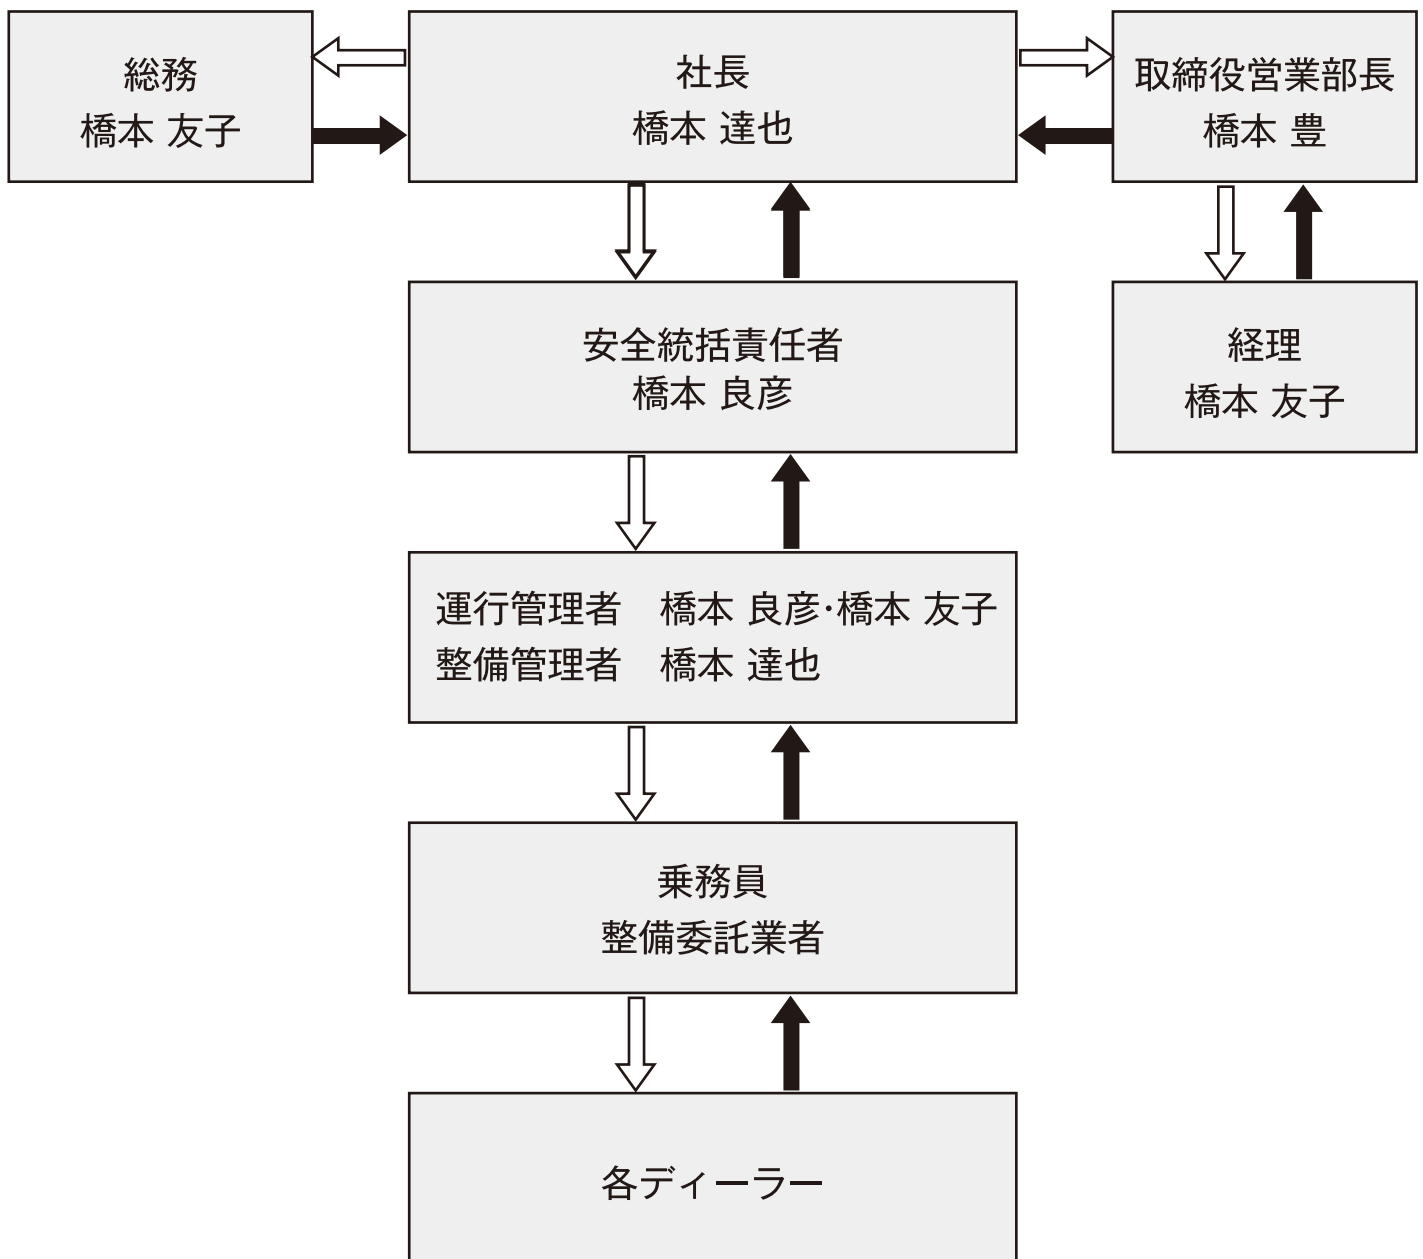 総務
橋本 友子
社長
橋本 達也
取締役営業部長
橋本 豊
安全統括責任者
橋本 良彦
経理
橋本 友子
運行管理者　橋本 良彦・橋本 友子
整備管理者　橋本 達也
乗務員
整備委託業者
各ディーラー